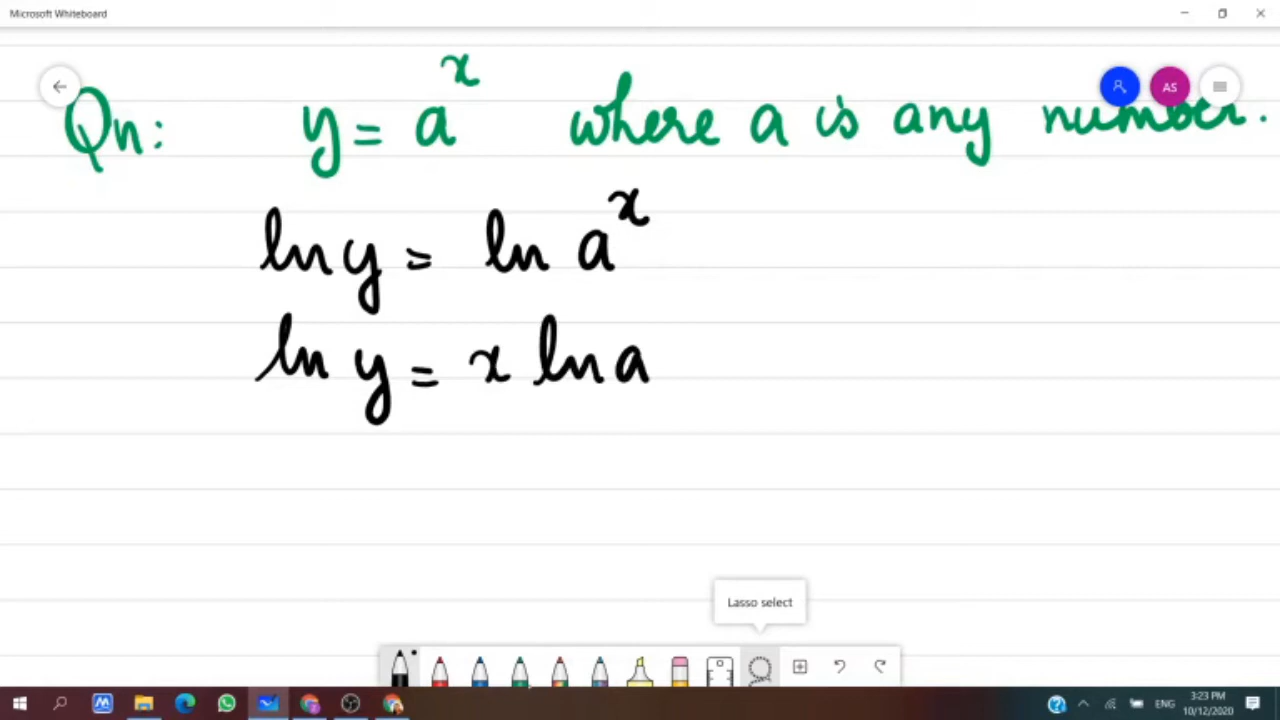 Microsoft Whiteboard
Qn: y = a^x where a is any number.
AS
ln y = ln a^x
ln y = x ln a
Lasso select
3:23 PM
ENG
10/12/2020